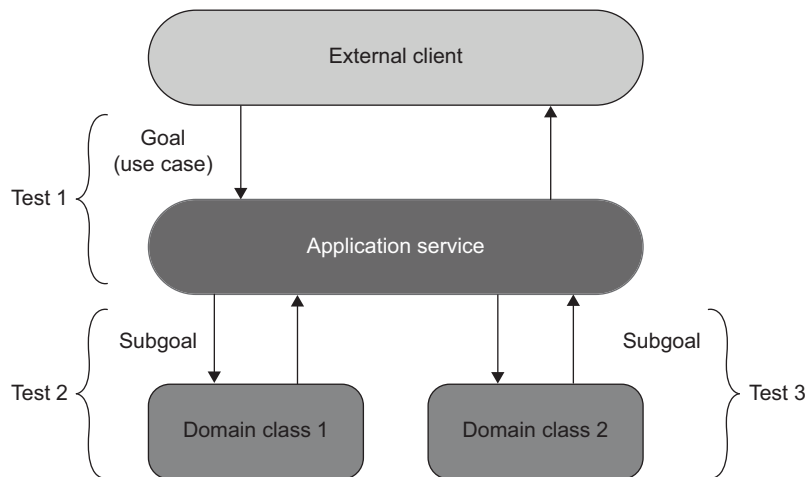 External client
Goal
(use case)
Test 1
Application service
Subgoal
Subgoal
Test 2
Test 3
Domain class 1
Domain class 2